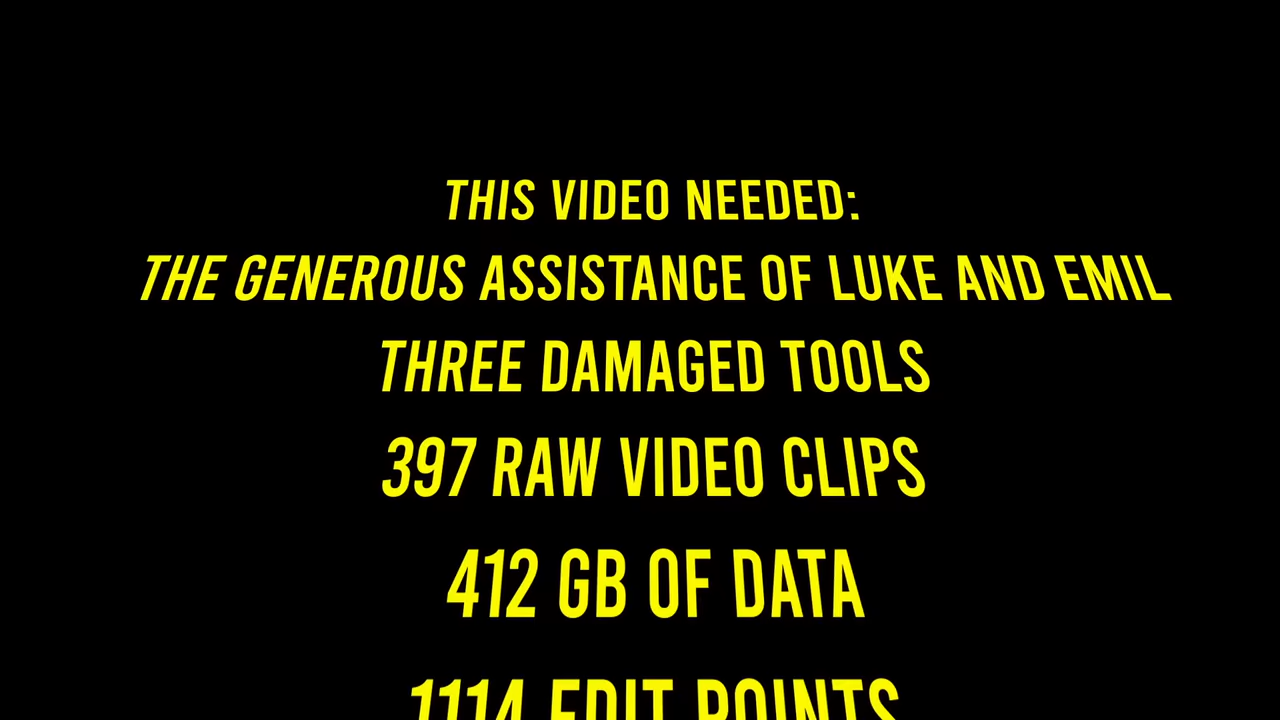 THIS VIDEO NEEDED:
THE GENEROUS ASSISTANCE OF LUKE AND EMIL
THREE DAMAGED TOOLS
397 RAW VIDEO CLIPS
412 GB OF DATA
1114 EDIT POINTS